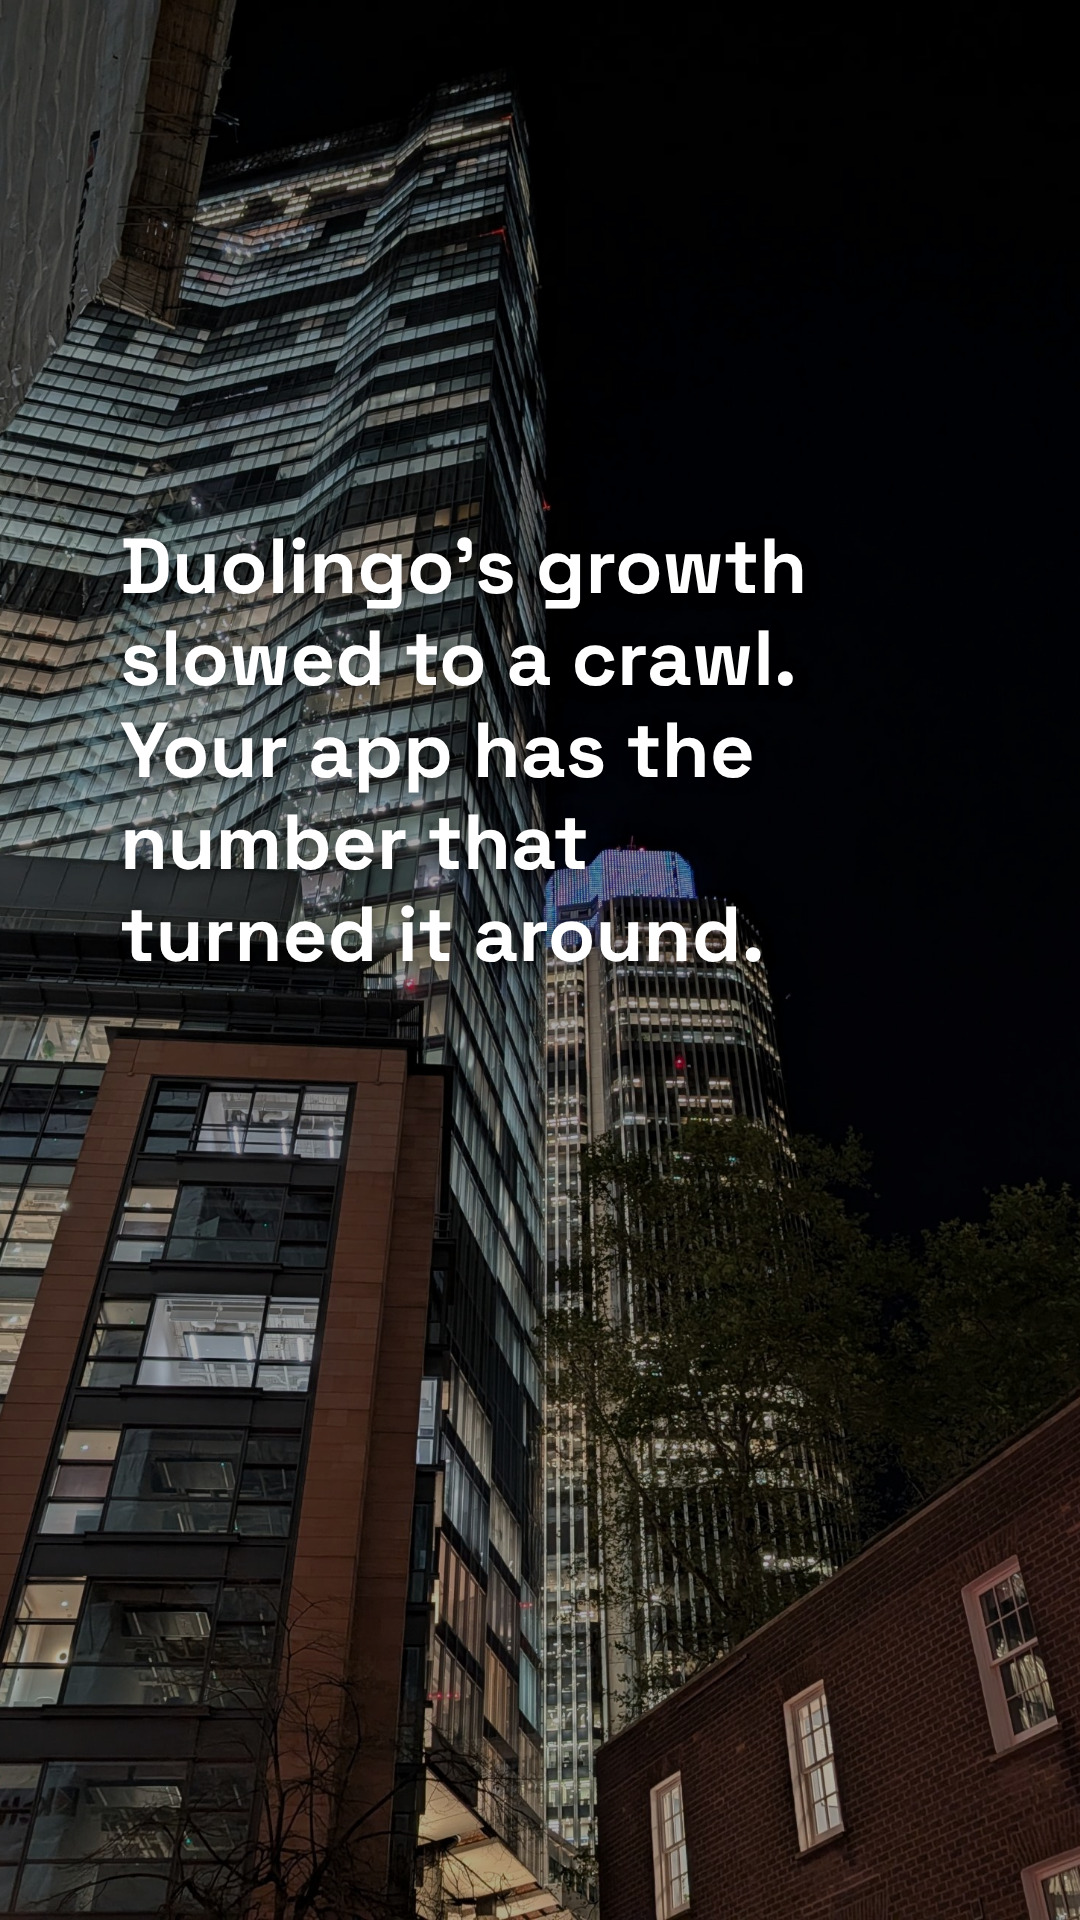 Duolingo’s growth
slowed to a crawl.
Your app has the
number that
turned it around.